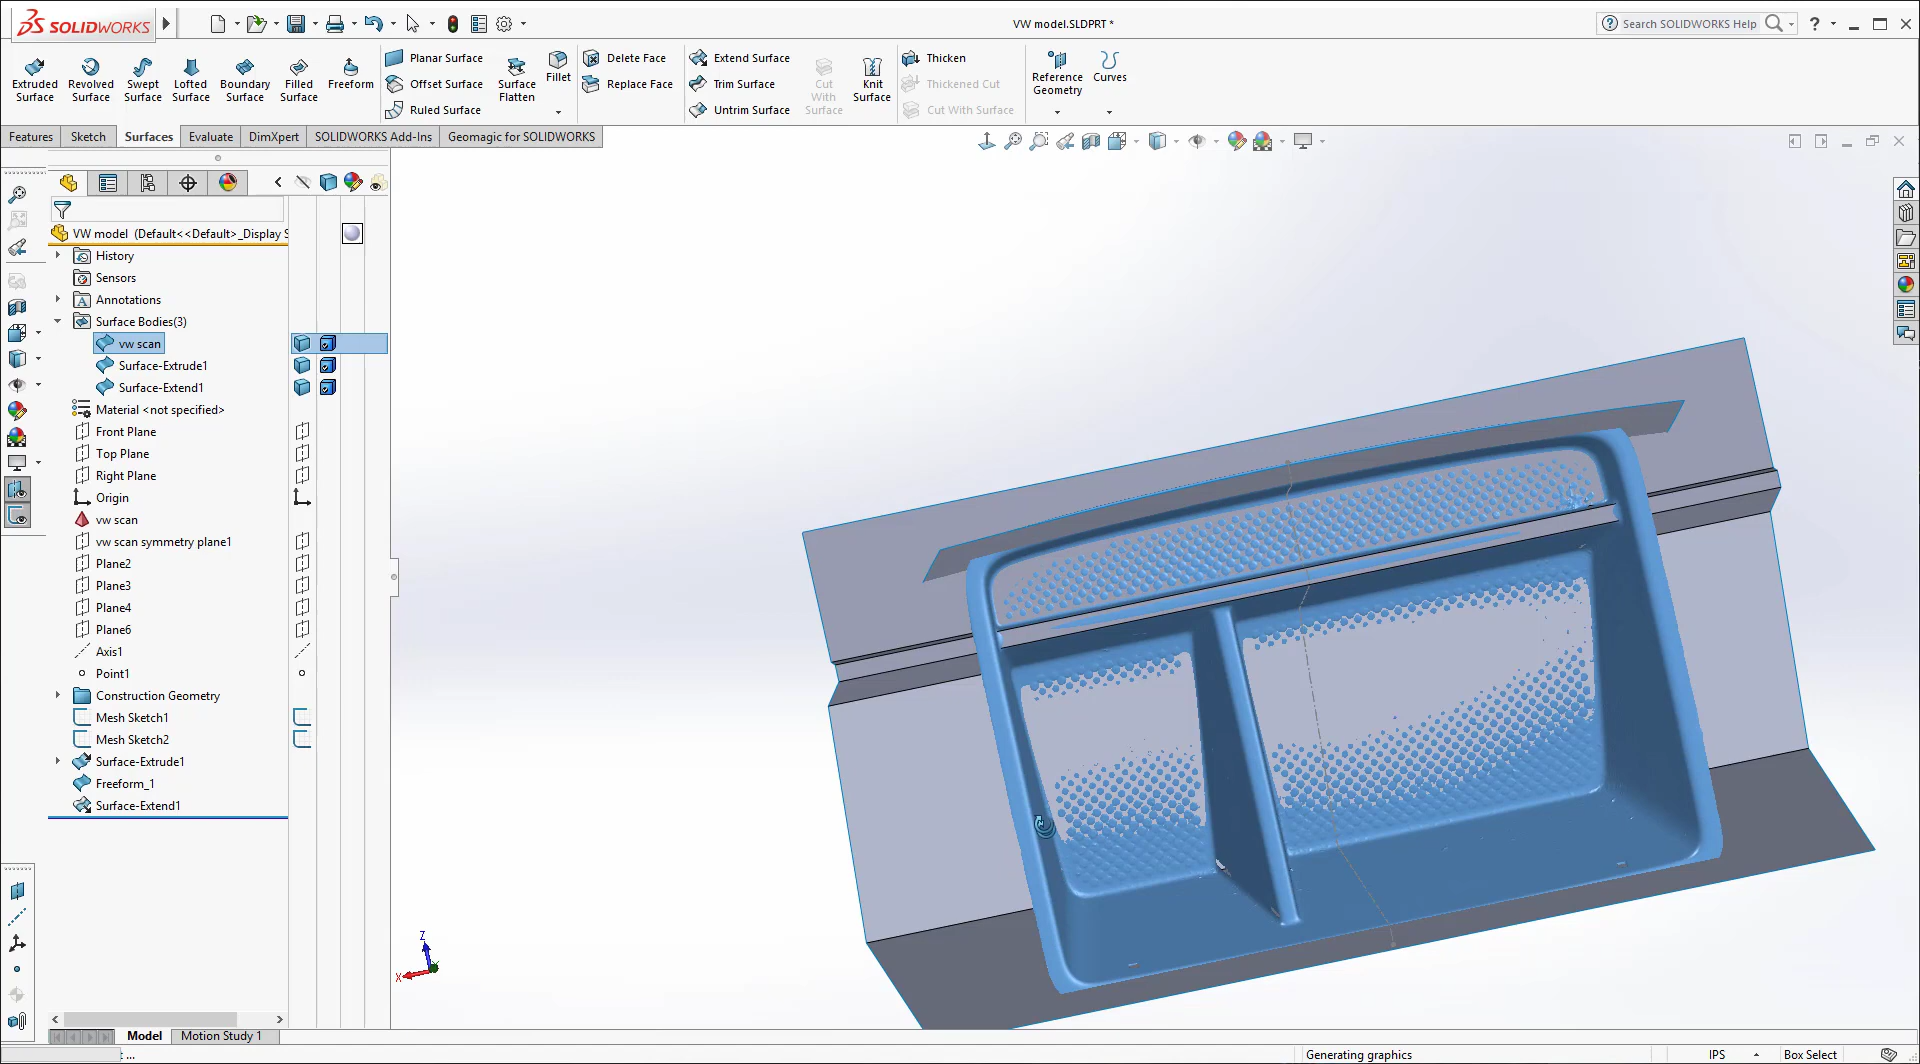 SOLIDWORKS
VW model.SLDPRT *
Search SOLIDWORKS Help
Extruded Surface
Revolved Surface
Swept Surface
Lofted Surface
Boundary Surface
Filled Surface
Freeform
Planar Surface
Offset Surface
Ruled Surface
Surface Flatten
Fillet
Delete Face
Replace Face
Extend Surface
Trim Surface
Untrim Surface
Cut With Surface
Knit Surface
Thicken
Thickened Cut
Cut With Surface
Reference Geometry
Curves
Features
Sketch
Surfaces
Evaluate
DimXpert
SOLIDWORKS Add-Ins
Geomagic for SOLIDWORKS
VW model (Default<<Default>_Display S
History
Sensors
Annotations
Surface Bodies(3)
vw scan
Surface-Extrude1
Surface-Extend1
Material <not specified>
Front Plane
Top Plane
Right Plane
Origin
vw scan
vw scan symmetry plane1
Plane2
Plane3
Plane4
Plane6
Axis1
Point1
Construction Geometry
Mesh Sketch1
Mesh Sketch2
Surface-Extrude1
Freeform_1
Surface-Extend1
Z
X
Model
Motion Study 1
...
Generating graphics
IPS
Box Select